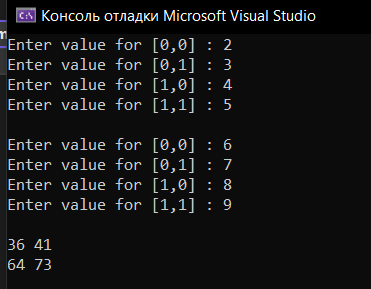 Консоль отладки Microsoft Visual Studio
Enter value for [0,0] : 2
Enter value for [0,1] : 3
Enter value for [1,0] : 4
Enter value for [1,1] : 5
Enter value for [0,0] : 6
Enter value for [0,1] : 7
Enter value for [1,0] : 8
Enter value for [1,1] : 9
36 41
64 73